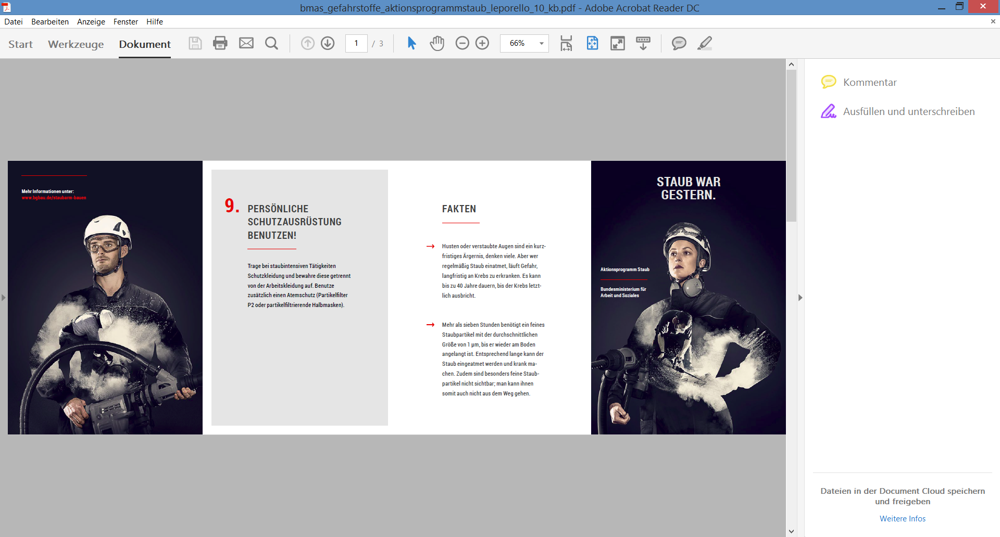 bmas_gefahrstoffe_aktionsprogrammstaub_leporello_10_kb.pdf - Adobe Acrobat Reader DC
Datei Bearbeiten Anzeige Fenster Hilfe
Start Werkzeuge Dokument
1 / 3
66%
Kommentar
Ausfüllen und unterschreiben
Mehr Informationen unter:
www.bgbau.de/staubarm-bauen
9. PERSÖNLICHE
SCHUTZAUSRÜSTUNG
BENUTZEN!
Trage bei staubintensiven Tätigkeiten
Schutzkleidung und bewahre diese getrennt
von der Arbeitskleidung auf. Benutze
zusätzlich einen Atemschutz (Partikelfilter
P2 oder partikelfiltrierende Halbmasken).
FAKTEN
→ Husten oder verstaubte Augen sind ein kurz-
fristiges Ärgernis, denken viele. Aber wer
regelmäßig Staub einatmet, läuft Gefahr,
langfristig an Krebs zu erkranken. Es kann
bis zu 40 Jahre dauern, bis der Krebs letzt-
lich ausbricht.
→ Mehr als sieben Stunden benötigt ein feines
Staubpartikel mit der durchschnittlichen
Größe von 1 µm, bis er wieder am Boden
angelangt ist. Entsprechend lange kann der
Staub eingeatmet werden und krank ma-
chen. Zudem sind besonders feine Staub-
partikel nicht sichtbar; man kann ihnen
somit auch nicht aus dem Weg gehen.
STAUB WAR
GESTERN.
Aktionsprogramm Staub
Bundesministerium für
Arbeit und Soziales
Dateien in der Document Cloud speichern
und freigeben
Weitere Infos